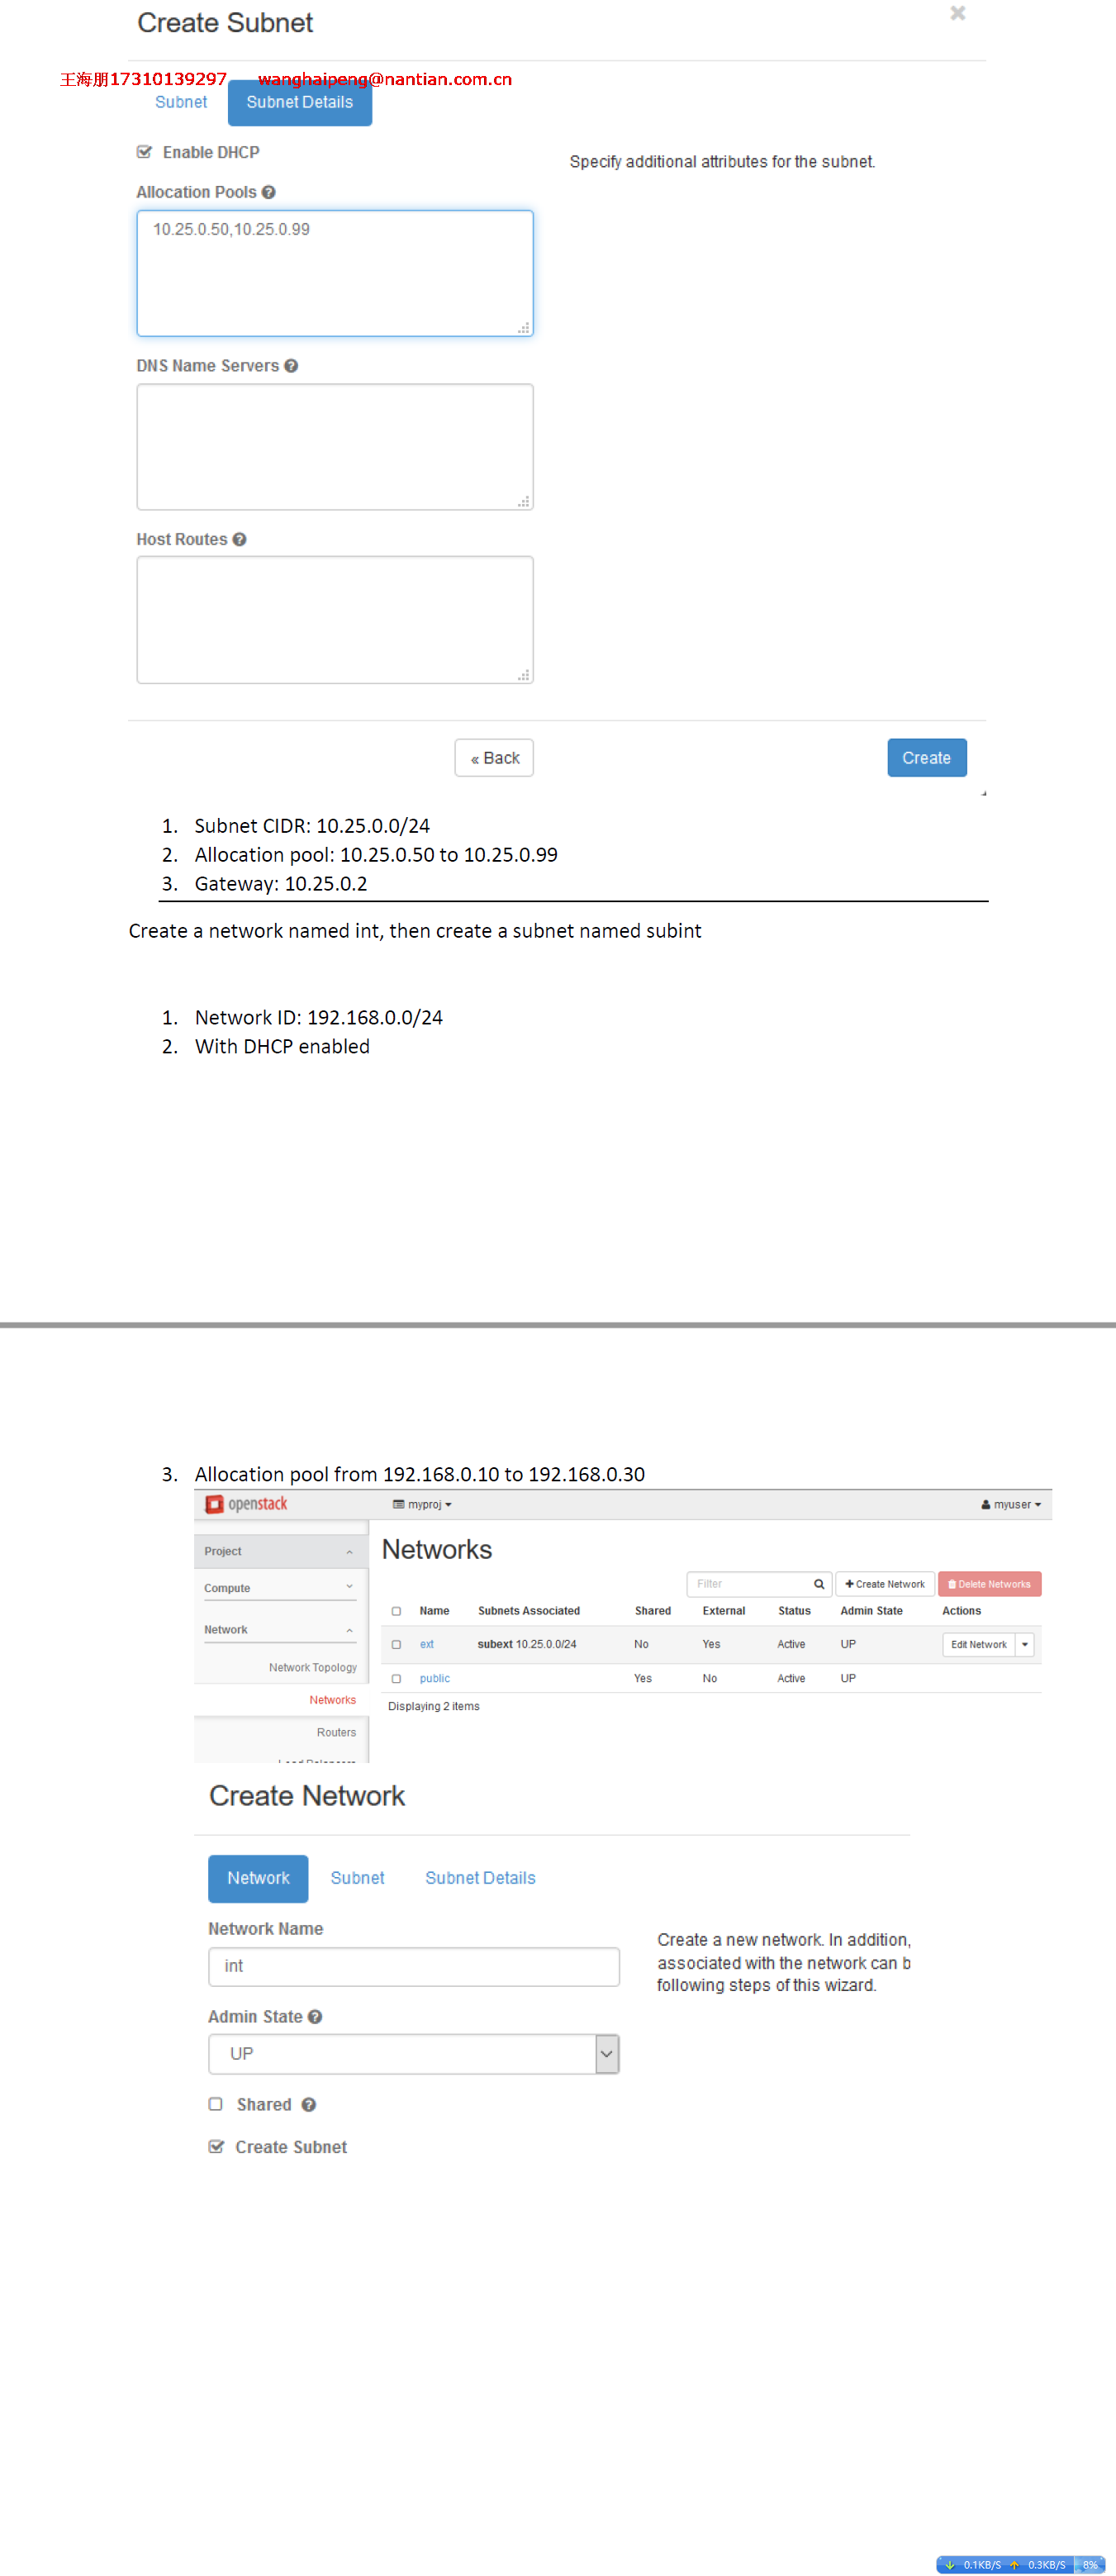 Create Subnet
王海朋17310139297 wanghaipeng@nantian.com.cn
Subnet Subnet Details
Enable DHCP
Specify additional attributes for the subnet.
Allocation Pools
10.25.0.50,10.25.0.99
DNS Name Servers
Host Routes
« Back Create
1. Subnet CIDR: 10.25.0.0/24
2. Allocation pool: 10.25.0.50 to 10.25.0.99
3. Gateway: 10.25.0.2
Create a network named int, then create a subnet named subint
1. Network ID: 192.168.0.0/24
2. With DHCP enabled
3. Allocation pool from 192.168.0.10 to 192.168.0.30
openstack myproj myuser
Project
Networks
Compute
Filter Create Network Delete Networks
Name Subnets Associated Shared External Status Admin State Actions
Network
ext subext 10.25.0.0/24 No Yes Active UP Edit Network
Network Topology
public Yes No Active UP
Networks
Displaying 2 items
Routers
Create Network
Network Subnet Subnet Details
Network Name
int
Create a new network. In addition,
associated with the network can b
following steps of this wizard.
Admin State
UP
Shared
Create Subnet
0.1KB/S 0.3KB/S 8%